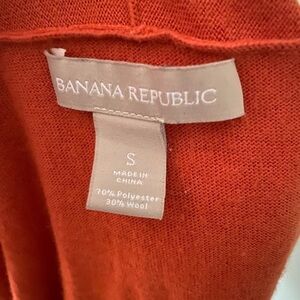 BANANA REPUBLIC
S
MADE IN
CHINA
70% Polyester
30% Wool